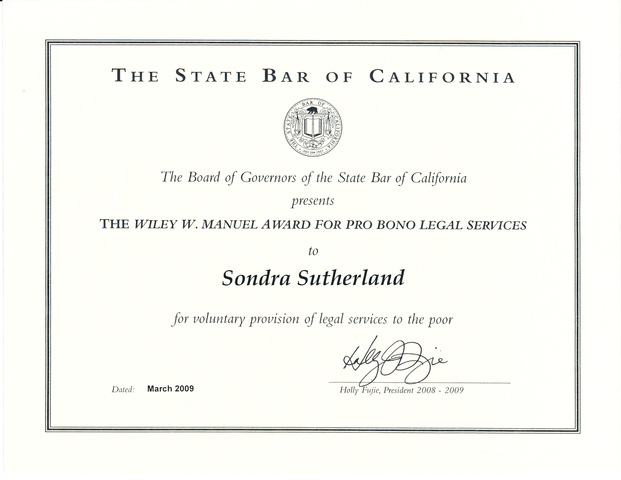 THE STATE BAR OF CALIFORNIA
The Board of Governors of the State Bar of California
presents
THE WILEY W. MANUEL AWARD FOR PRO BONO LEGAL SERVICES
to
Sondra Sutherland
for voluntary provision of legal services to the poor
Dated: March 2009
Holly Fujie, President 2008 - 2009